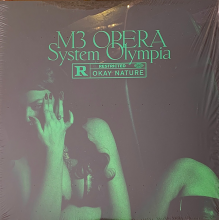 M3 OPERA
System Olympia
R
RESTRICTED
OKAY NATURE